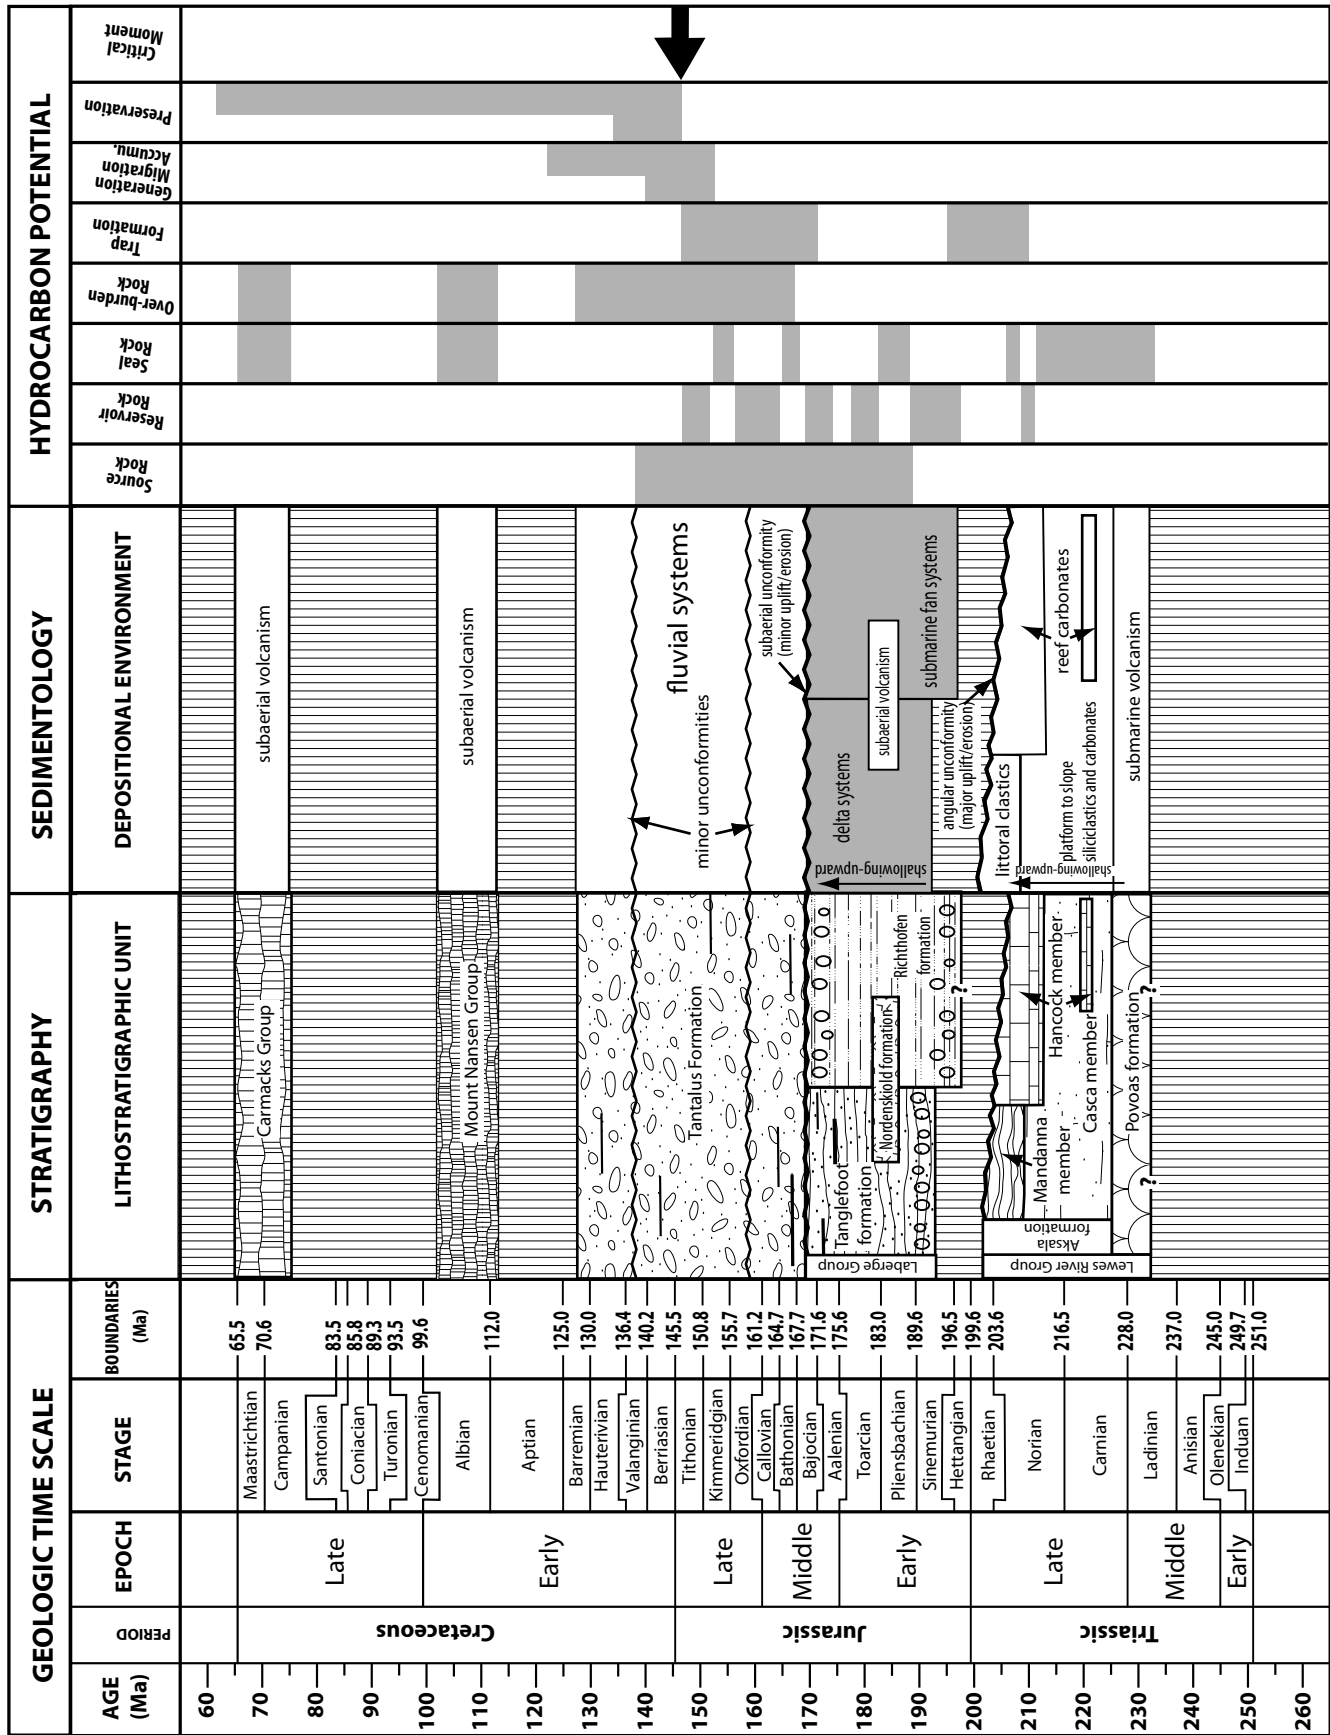 GEOLOGIC TIME SCALE
STRATIGRAPHY
SEDIMENTOLOGY
HYDROCARBON POTENTIAL
AGE
(Ma)
PERIOD
EPOCH
STAGE
BOUNDARIES
(Ma)
LITHOSTRATIGRAPHIC UNIT
DEPOSITIONAL ENVIRONMENT
Source
Rock
Reservoir
Rock
Seal
Rock
Over-burden
Rock
Trap
Formation
Generation
Migration
Accumu.
Preservation
Critical
Moment
60
70
80
90
100
110
120
130
140
150
160
170
180
190
200
210
220
230
240
250
260
Cretaceous
Jurassic
Triassic
Late
Early
Late
Middle
Early
Late
Middle
Early
Maastrichtian
Campanian
Santonian
Coniacian
Turonian
Cenomanian
Albian
Aptian
Barremian
Hauterivian
Valanginian
Berriasian
Tithonian
Kimmeridgian
Oxfordian
Callovian
Bathonian
Bajocian
Aalenian
Toarcian
Pliensbachian
Sinemurian
Hettangian
Rhaetian
Norian
Carnian
Ladinian
Anisian
Olenekian
Induan
65.5
70.6
83.5
85.8
89.3
93.5
99.6
112.0
125.0
130.0
136.4
140.2
145.5
150.8
155.7
161.2
164.7
167.7
171.6
175.6
183.0
189.6
196.5
199.6
203.6
216.5
228.0
237.0
245.0
249.7
251.0
Carmacks Group
Mount Nansen Group
Tantalus Formation
Laberge Group
Tanglefoot
formation
Nordenskiold formation
Richthofen
formation
?
Lewes River Group
Aksala
formation
Mandanna
member
Hancock member
Casca member
Povoas formation
?
?
subaerial volcanism
subaerial volcanism
fluvial systems
minor unconformities
subaerial unconformity
(minor uplift/erosion)
shallowing-upward
delta systems
subaerial volcanism
submarine fan systems
angular unconformity
(major uplift/erosion)
littoral clastics
shallowing-upward
platform to slope
siliciclastics and carbonates
reef carbonates
submarine volcanism